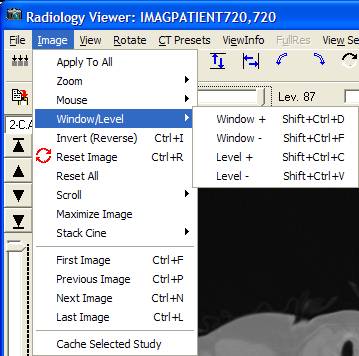 Radiology Viewer: IMAGPATIENT720,720
File Image View Rotate CT Presets ViewInfo FullRes View Se
Lev. 87
2-C.A
Apply To All
Zoom
Mouse
Window/Level
Invert (Reverse) Ctrl+I
Reset Image Ctrl+R
Reset All
Scroll
Maximize Image
Stack Cine
First Image Ctrl+F
Previous Image Ctrl+P
Next Image Ctrl+N
Last Image Ctrl+L
Cache Selected Study
Window + Shift+Ctrl+D
Window - Shift+Ctrl+F
Level + Shift+Ctrl+C
Level - Shift+Ctrl+V